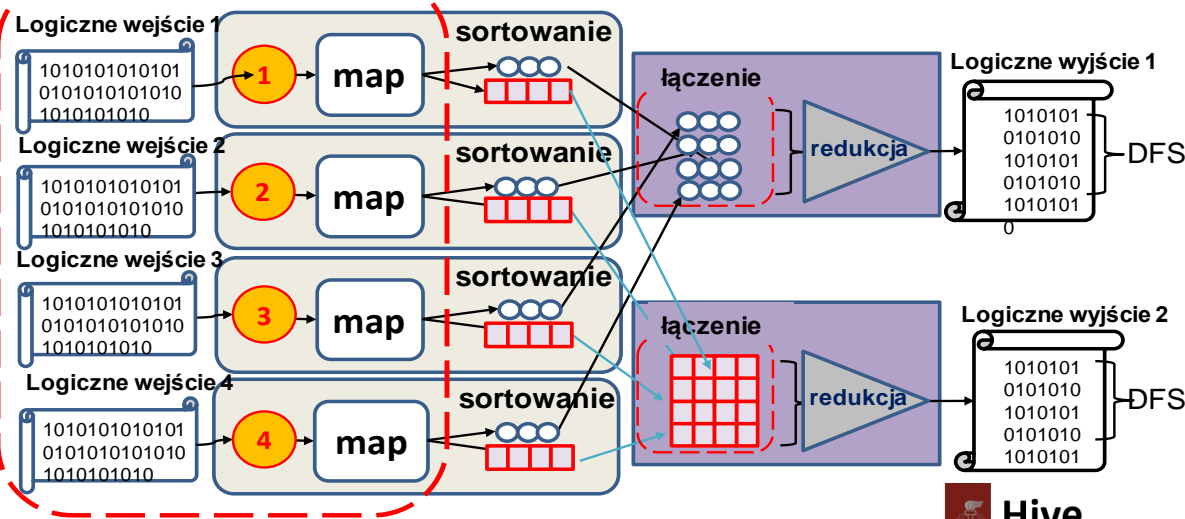 Logiczne wejście 1
1010101010101
0101010101010
1010101010
1
map
sortowanie
Logiczne wejście 2
1010101010101
0101010101010
1010101010
2
map
sortowanie
Logiczne wejście 3
1010101010101
0101010101010
1010101010
3
map
sortowanie
Logiczne wejście 4
1010101010101
0101010101010
1010101010
4
map
sortowanie
łączenie
redukcja
Logiczne wyjście 1
1010101
0101010
1010101
0101010
1010101
0
DFS
łączenie
redukcja
Logiczne wyjście 2
1010101
0101010
1010101
0101010
1010101
DFS
Hive